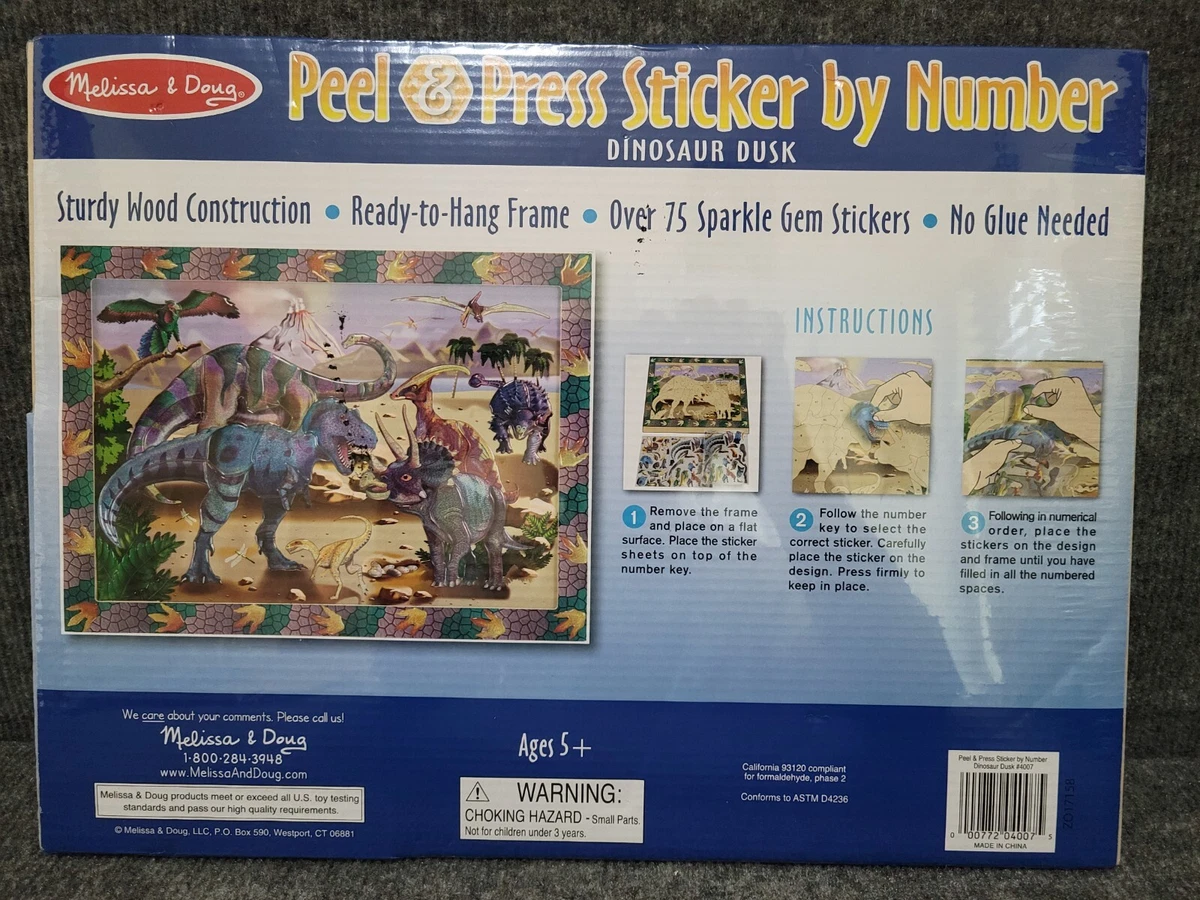 Melissa & Doug®
Peel & Press Sticker by Number
DINOSAUR DUSK
Sturdy Wood Construction • Ready-to-Hang Frame • Over 75 Sparkle Gem Stickers • No Glue Needed
INSTRUCTIONS
1 Remove the frame
and place on a flat
surface. Place the sticker
sheets on top of the
number key.
2 Follow the number
key to select the
correct sticker. Carefully
place the sticker on the
design. Press firmly to
keep in place.
3 Following in numerical
order, place the
stickers on the design
and frame until you have
filled in all the numbered
spaces.
We care about your comments. Please call us!
Melissa & Doug
1·800·284·3948
www.MelissaAndDoug.com
Melissa & Doug products meet or exceed all U.S. toy testing
standards and pass our high quality requirements.
© Melissa & Doug, LLC, P.O. Box 590, Westport, CT 06881
Ages 5+
WARNING:
CHOKING HAZARD - Small Parts.
Not for children under 3 years.
California 93120 compliant
for formaldehyde, phase 2
Conforms to ASTM D4236
Peel & Press Sticker by Number
Dinosaur Dusk #4007
0 00772 04007 5
MADE IN CHINA